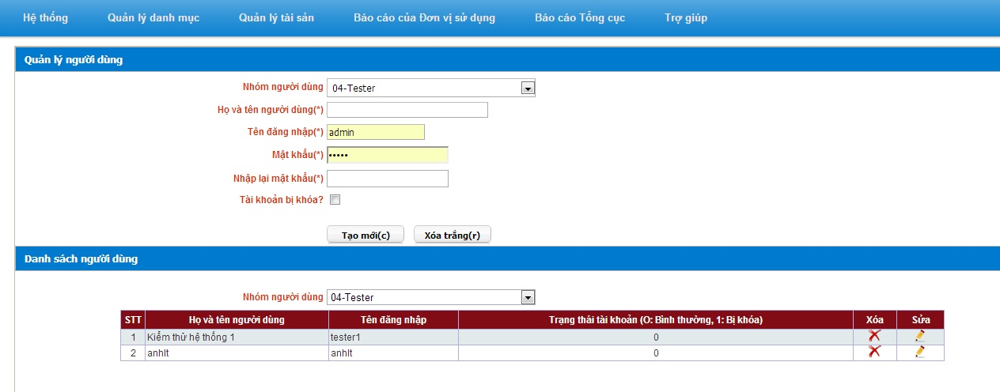 Hệ thống Quản lý danh mục Quản lý tài sản Báo cáo của Đơn vị sử dụng Báo cáo Tổng cục Trợ giúp
Quản lý người dùng
Nhóm người dùng 04-Tester
Họ và tên người dùng(*)
Tên đăng nhập(*) admin
Mật khẩu(*) •••••
Nhập lại mật khẩu(*)
Tài khoản bị khóa?
Tạo mới(c) Xóa trắng(r)
Danh sách người dùng
Nhóm người dùng 04-Tester
STT Họ và tên người dùng Tên đăng nhập Trạng thái tài khoản (O: Bình thường, 1: Bị khóa) Xóa Sửa
1 Kiểm thử hệ thống 1 tester1 0
2 anhlt anhlt 0